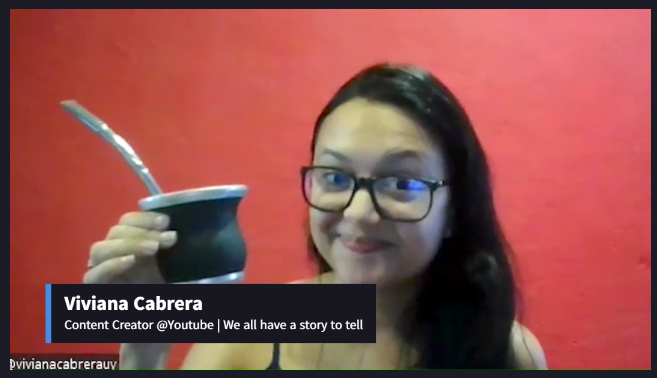 Viviana Cabrera
Content Creator @Youtube | We all have a story to tell
@vivianacabrerauy